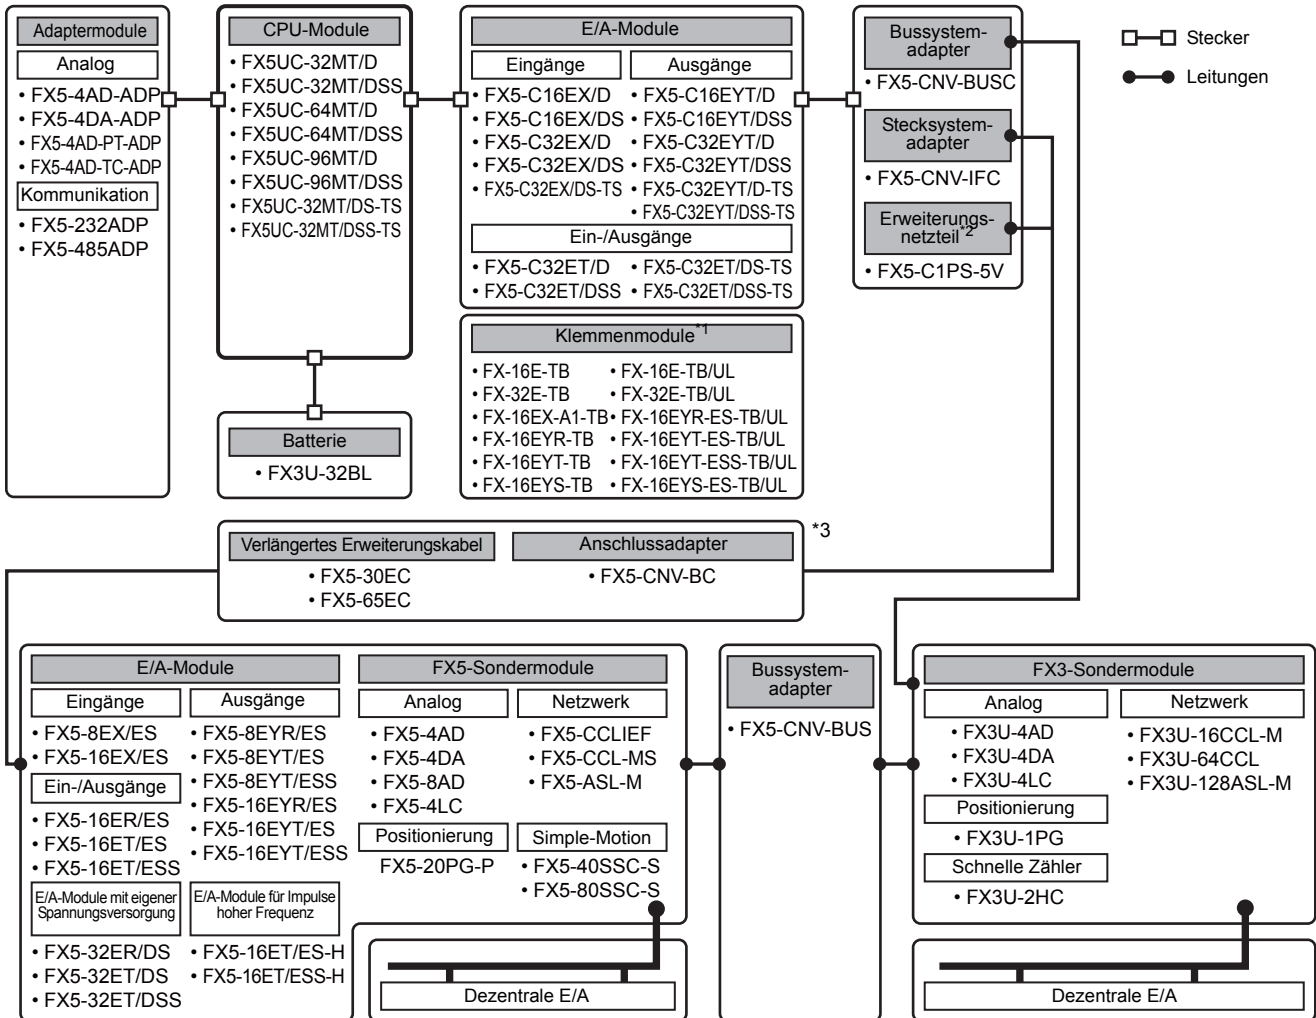 Adaptermodule
Analog
• FX5-4AD-ADP
• FX5-4DA-ADP
• FX5-4AD-PT-ADP
• FX5-4AD-TC-ADP
Kommunikation
• FX5-232ADP
• FX5-485ADP
CPU-Module
• FX5UC-32MT/D
• FX5UC-32MT/DSS
• FX5UC-64MT/D
• FX5UC-64MT/DSS
• FX5UC-96MT/D
• FX5UC-96MT/DSS
• FX5UC-32MT/DS-TS
• FX5UC-32MT/DSS-TS
Batterie
• FX3U-32BL
E/A-Module
Eingänge
• FX5-C16EX/D
• FX5-C16EX/DS
• FX5-C32EX/D
• FX5-C32EX/DS
• FX5-C32EX/DS-TS
Ausgänge
• FX5-C16EYT/D
• FX5-C16EYT/DSS
• FX5-C32EYT/D
• FX5-C32EYT/DSS
• FX5-C32EYT/D-TS
• FX5-C32EYT/DSS-TS
Ein-/Ausgänge
• FX5-C32ET/D
• FX5-C32ET/DSS
• FX5-C32ET/DS-TS
• FX5-C32ET/DSS-TS
Klemmenmodule*1
• FX-16E-TB
• FX-32E-TB
• FX-16EX-A1-TB
• FX-16EYR-TB
• FX-16EYT-TB
• FX-16EYS-TB
• FX-16E-TB/UL
• FX-32E-TB/UL
• FX-16EYR-ES-TB/UL
• FX-16EYT-ES-TB/UL
• FX-16EYT-ESS-TB/UL
• FX-16EYS-ES-TB/UL
Bussystem-
adapter
• FX5-CNV-BUSC
Stecksystem-
adapter
• FX5-CNV-IFC
Erweiterungs-
netzteil*2
• FX5-C1PS-5V
Stecker
Leitungen
Verlängertes Erweiterungskabel
• FX5-30EC
• FX5-65EC
Anschlussadapter
• FX5-CNV-BC
*3
E/A-Module
Eingänge
• FX5-8EX/ES
• FX5-16EX/ES
Ein-/Ausgänge
• FX5-16ER/ES
• FX5-16ET/ES
• FX5-16ET/ESS
E/A-Module mit eigener
Spannungsversorgung
• FX5-32ER/DS
• FX5-32ET/DS
• FX5-32ET/DSS
Ausgänge
• FX5-8EYR/ES
• FX5-8EYT/ES
• FX5-8EYT/ESS
• FX5-16EYR/ES
• FX5-16EYT/ES
• FX5-16EYT/ESS
E/A-Module für Impulse
hoher Frequenz
• FX5-16ET/ES-H
• FX5-16ET/ESS-H
FX5-Sondermodule
Analog
• FX5-4AD
• FX5-4DA
• FX5-8AD
• FX5-4LC
Positionierung
FX5-20PG-P
Netzwerk
• FX5-CCLIEF
• FX5-CCL-MS
• FX5-ASL-M
Simple-Motion
• FX5-40SSC-S
• FX5-80SSC-S
Dezentrale E/A
Bussystem-
adapter
• FX5-CNV-BUS
FX3-Sondermodule
Analog
• FX3U-4AD
• FX3U-4DA
• FX3U-4LC
Positionierung
• FX3U-1PG
Schnelle Zähler
• FX3U-2HC
Netzwerk
• FX3U-16CCL-M
• FX3U-64CCL
• FX3U-128ASL-M
Dezentrale E/A